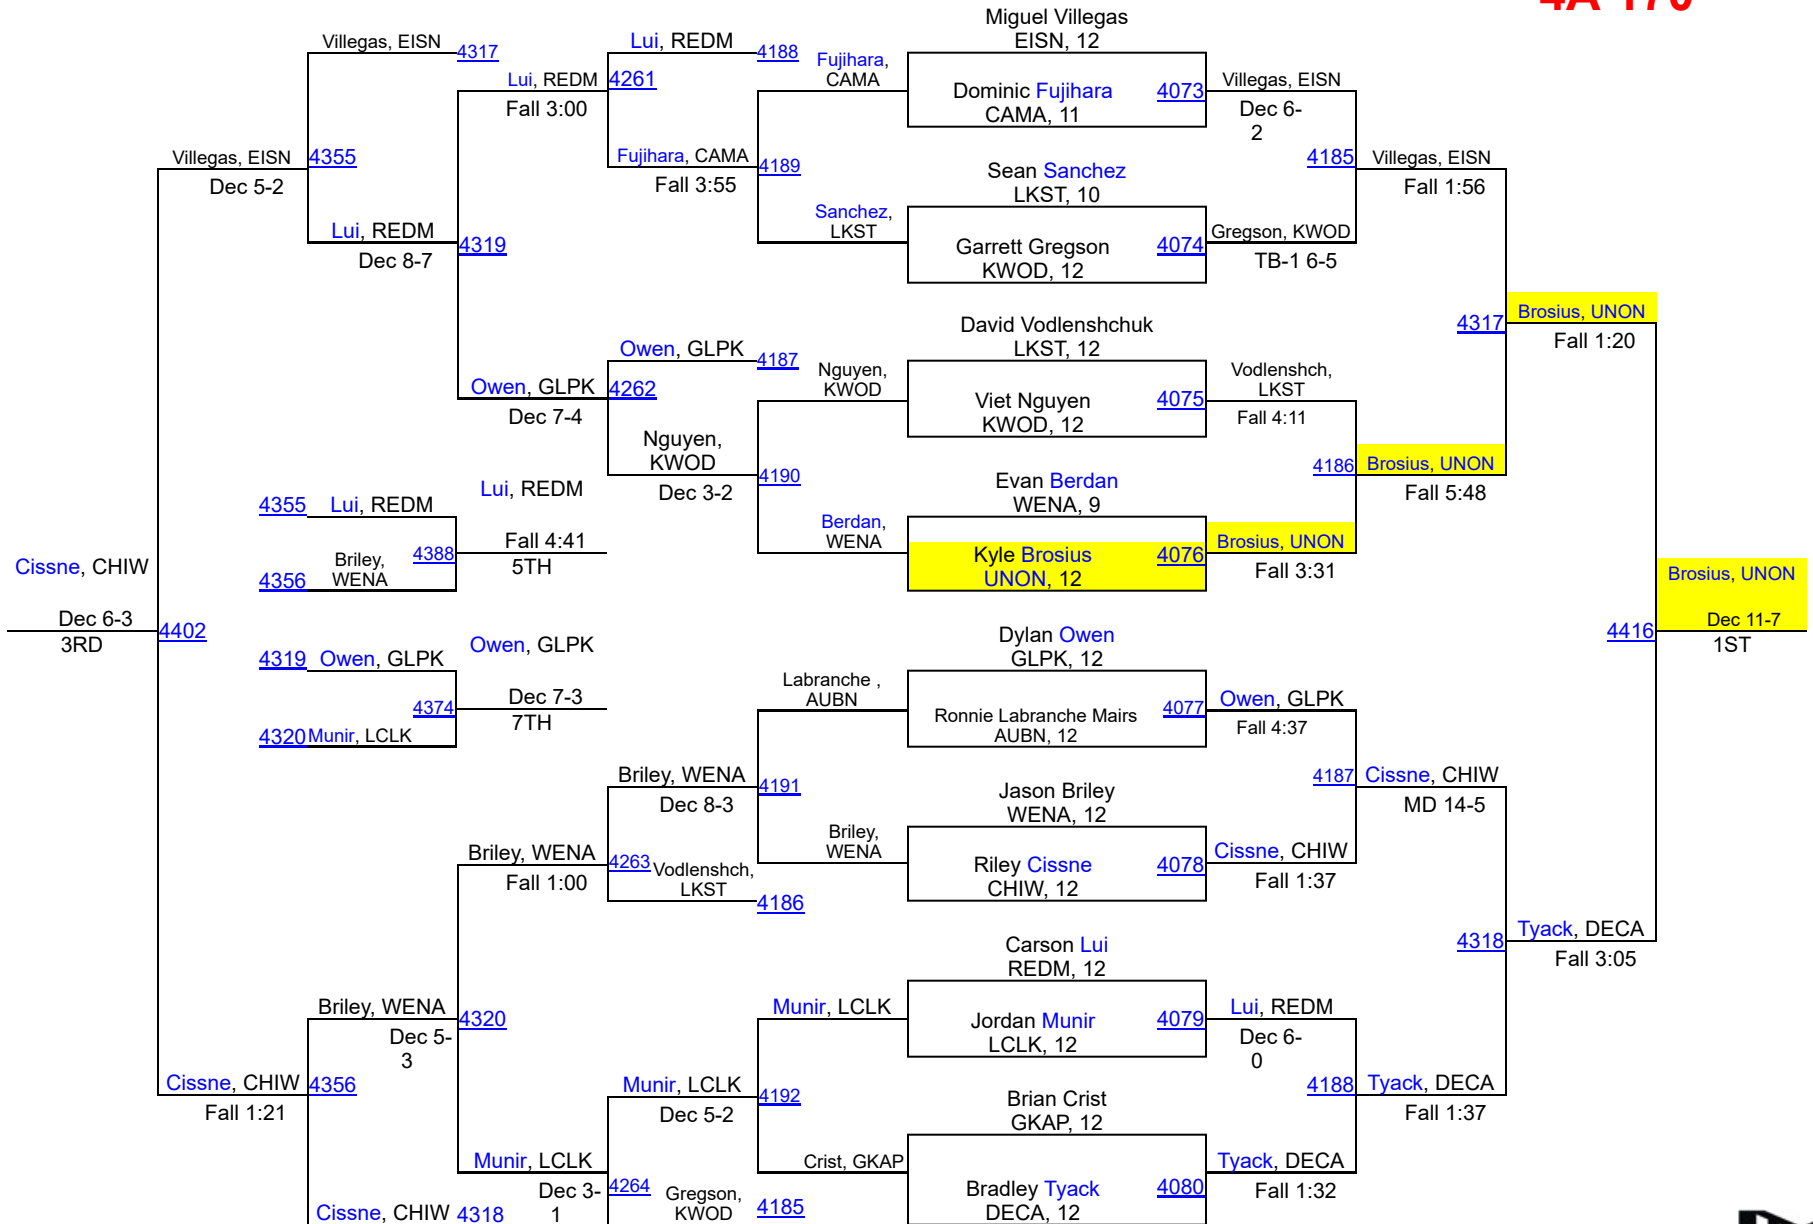 4A 170
Miguel Villegas
EISN, 12
Villegas, EISN
4317
Lui, REDM
4188
Fujihara,
CAMA
Lui, REDM
4261
Fall 3:00
Dominic Fujihara
CAMA, 11
4073
Villegas, EISN
Dec 6-
2
Villegas, EISN
4355
Dec 5-2
Fujihara, CAMA
4189
Fall 3:55
Sean Sanchez
LKST, 10
4185
Villegas, EISN
Fall 1:56
Lui, REDM
4319
Dec 8-7
Sanchez,
LKST
Garrett Gregson
KWOD, 12
4074
Gregson, KWOD
TB-1 6-5
David Vodlenshchuk
LKST, 12
4317
Brosius, UNON
Fall 1:20
Owen, GLPK
4187
Owen, GLPK
4262
Dec 7-4
Nguyen,
KWOD
Viet Nguyen
KWOD, 12
4075
Vodlenshch,
LKST
Fall 4:11
Nguyen,
KWOD
4190
Dec 3-2
Evan Berdan
WENA, 9
4186
Brosius, UNON
Fall 5:48
4355
Lui, REDM
Lui, REDM
Briley,
WENA
4388
4356
Fall 4:41
5TH
Berdan,
WENA
Kyle Brosius
UNON, 12
4076
Brosius, UNON
Fall 3:31
Cissne, CHIW
Dec 6-3
3RD
4402
Brosius, UNON
4416
Dec 11-7
1ST
4319
Owen, GLPK
Owen, GLPK
4374
Dec 7-3
7TH
4320
Munir, LCLK
Dylan Owen
GLPK, 12
Labranche ,
AUBN
Ronnie Labranche Mairs
AUBN, 12
4077
Owen, GLPK
Fall 4:37
Briley, WENA
4191
Dec 8-3
Jason Briley
WENA, 12
4187
Cissne, CHIW
MD 14-5
Briley, WENA
4263
Fall 1:00
Vodlenshch,
LKST
4186
Briley,
WENA
Riley Cissne
CHIW, 12
4078
Cissne, CHIW
Fall 1:37
Carson Lui
REDM, 12
4318
Tyack, DECA
Fall 3:05
Briley, WENA
4320
Dec 5-
3
Munir, LCLK
Jordan Munir
LCLK, 12
4079
Lui, REDM
Dec 6-
0
Cissne, CHIW
4356
Fall 1:21
Munir, LCLK
4192
Dec 5-2
Brian Crist
GKAP, 12
4188
Tyack, DECA
Fall 1:37
Munir, LCLK
4264
Dec 3-
1
Crist, GKAP
Bradley Tyack
DECA, 12
4080
Tyack, DECA
Fall 1:32
Cissne, CHIW
4318
Gregson,
KWOD
4185